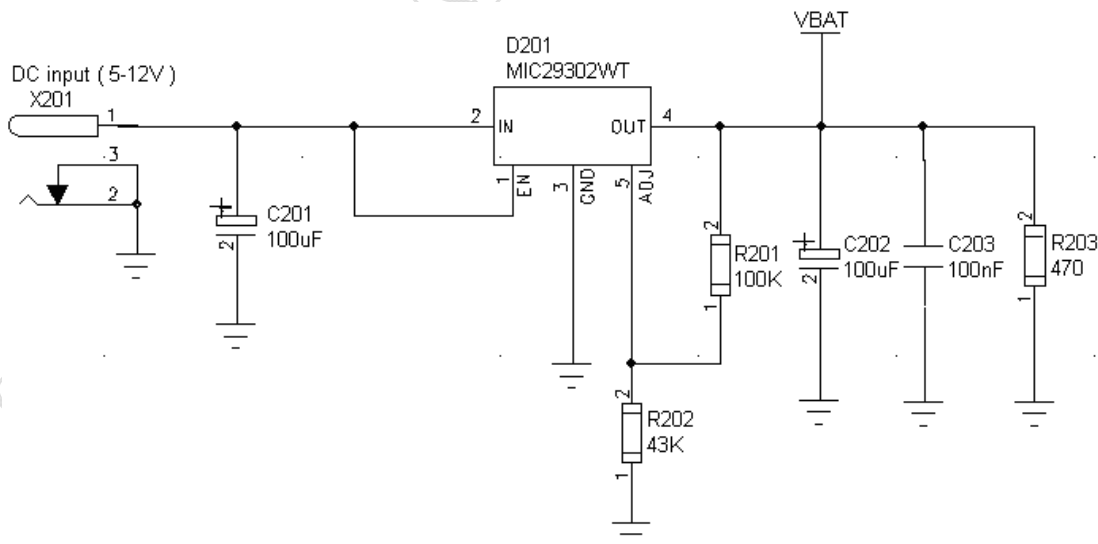 VBAT
D201
MIC29302WT
DC input ( 5-12V )
X201
1
2
IN
OUT
4
3
2
1
EN
3
GND
5
ADJ
C201
100uF
2
2
R201
100K
1
C202
100uF
2
C203
100nF
2
R203
470
1
2
R202
43K
1